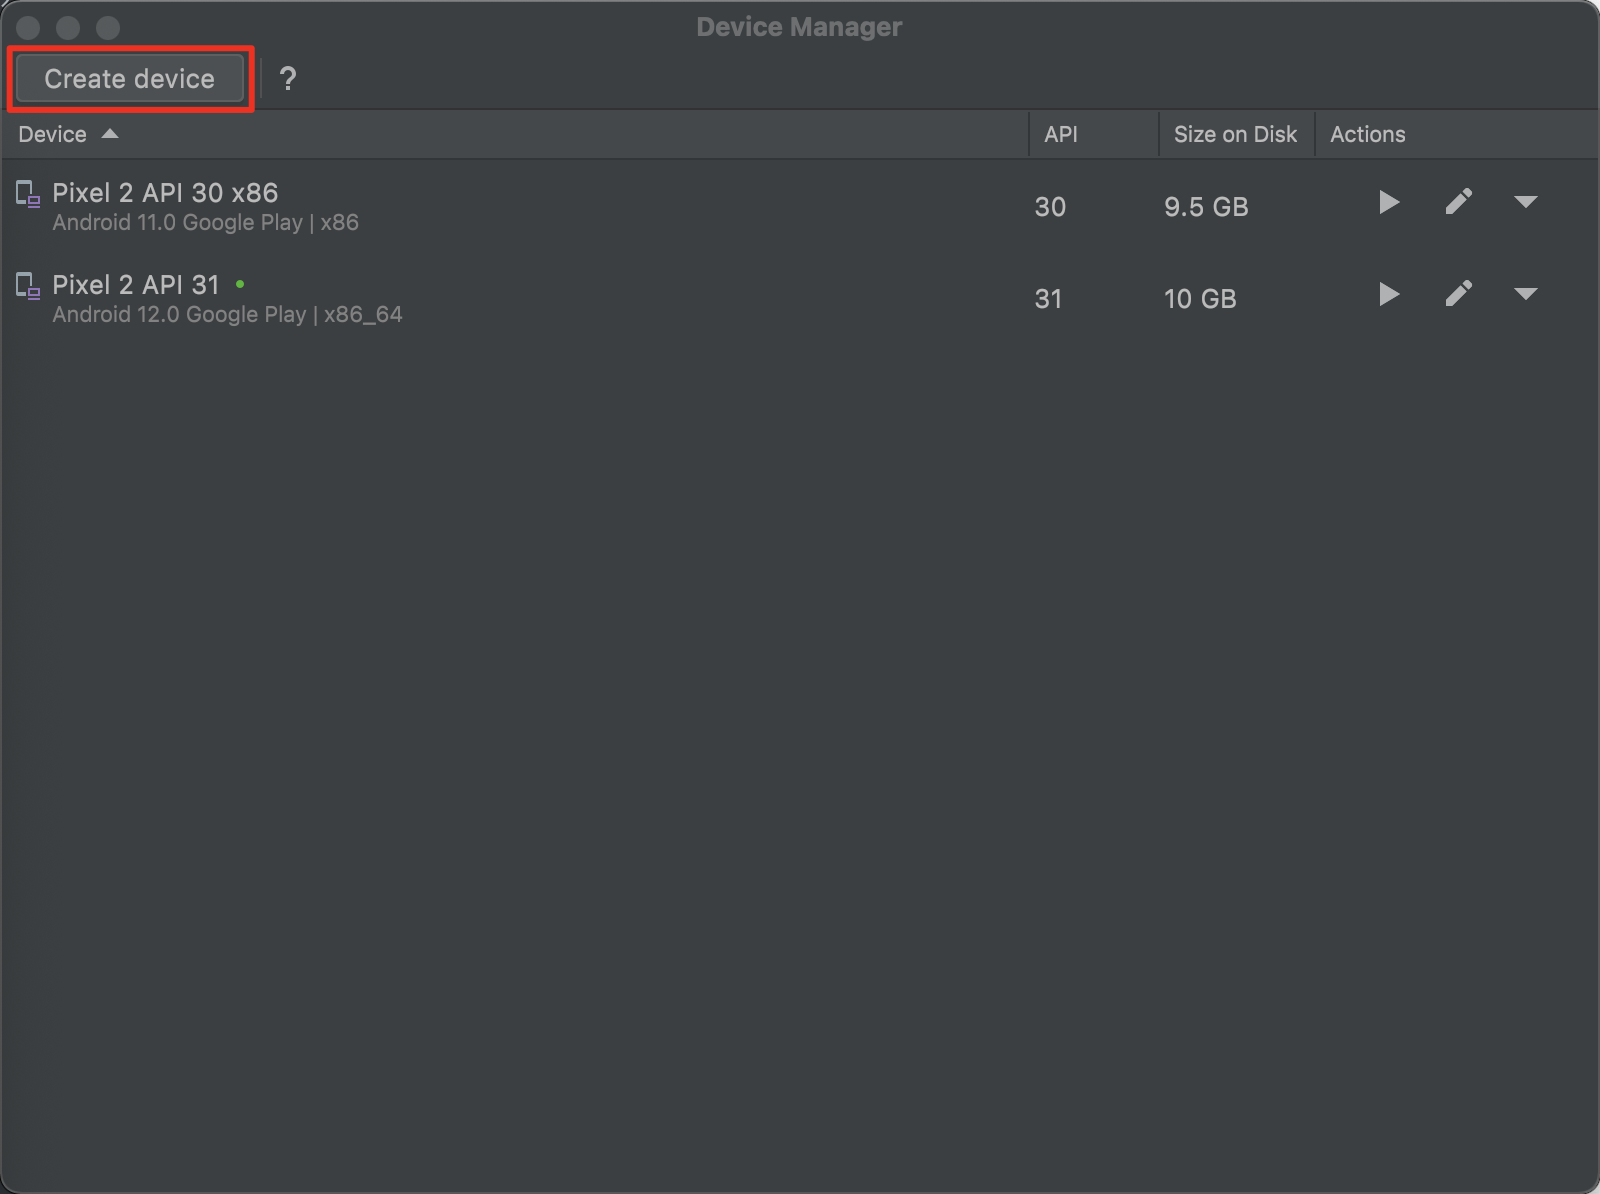 Device Manager
Create device ?
Device API Size on Disk Actions
Pixel 2 API 30 x86
Android 11.0 Google Play | x86
30 9.5 GB
Pixel 2 API 31
Android 12.0 Google Play | x86_64
31 10 GB